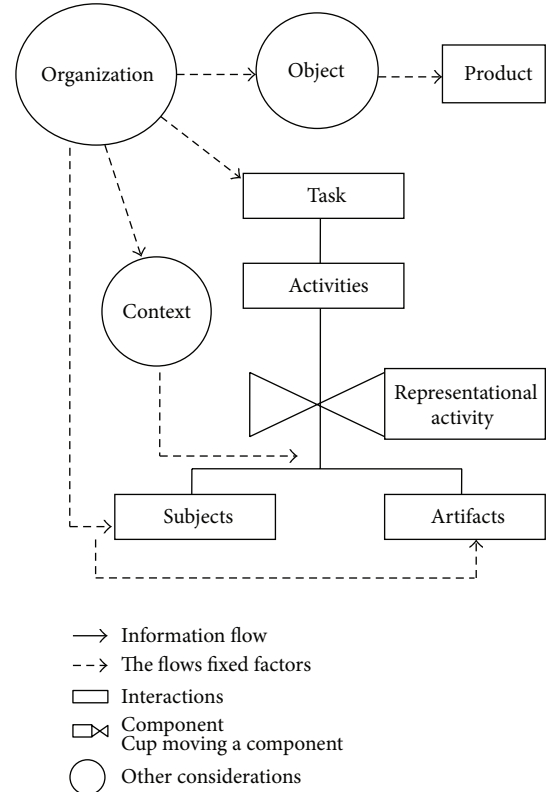 Organization
Object
Product
Task
Activities
Context
Representational
activity
Subjects
Artifacts
Information flow
The flows fixed factors
Interactions
Component
Cup moving a component
Other considerations